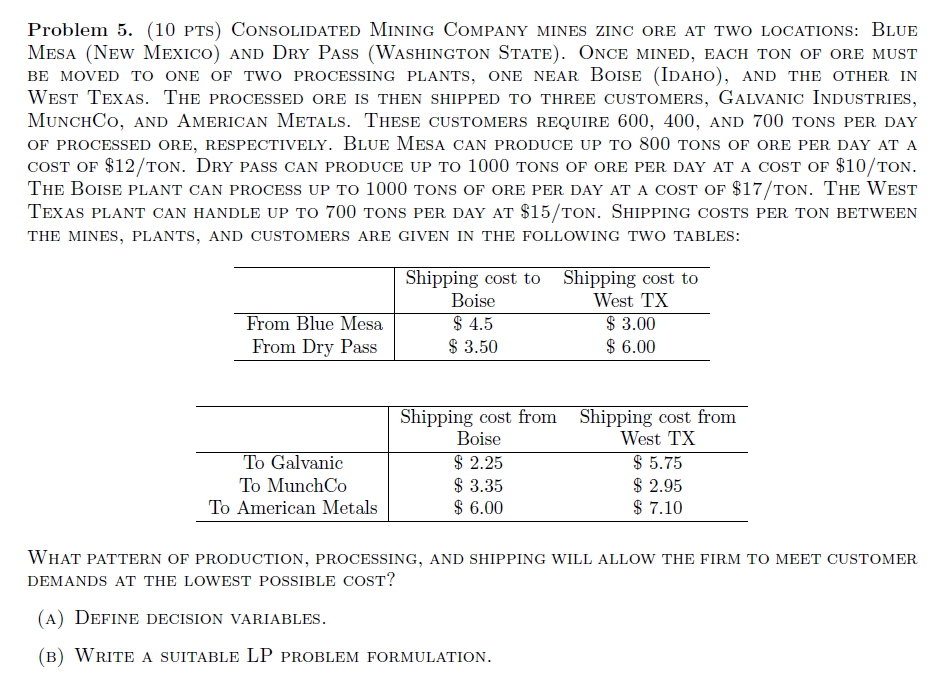 Problem 5. (10 PTS) CONSOLIDATED MINING COMPANY MINES ZINC ORE AT TWO LOCATIONS: BLUE
MESA (NEW MEXICO) AND DRY PASS (WASHINGTON STATE). ONCE MINED, EACH TON OF ORE MUST
BE MOVED TO ONE OF TWO PROCESSING PLANTS, ONE NEAR BOISE (IDAHO), AND THE OTHER IN
WEST TEXAS. THE PROCESSED ORE IS THEN SHIPPED TO THREE CUSTOMERS, GALVANIC INDUSTRIES,
MUNCHCO, AND AMERICAN METALS. THESE CUSTOMERS REQUIRE 600, 400, AND 700 TONS PER DAY
OF PROCESSED ORE, RESPECTIVELY. BLUE MESA CAN PRODUCE UP TO 800 TONS OF ORE PER DAY AT A
COST OF $12/TON. DRY PASS CAN PRODUCE UP TO 1000 TONS OF ORE PER DAY AT A COST OF $10/TON.
THE BOISE PLANT CAN PROCESS UP TO 1000 TONS OF ORE PER DAY AT A COST OF $17/TON. THE WEST
TEXAS PLANT CAN HANDLE UP TO 700 TONS PER DAY AT $15/TON. SHIPPING COSTS PER TON BETWEEN
THE MINES, PLANTS, AND CUSTOMERS ARE GIVEN IN THE FOLLOWING TWO TABLES:
Shipping cost to Shipping cost to
Boise West TX
From Blue Mesa $ 4.5 $ 3.00
From Dry Pass $ 3.50 $ 6.00
Shipping cost from Shipping cost from
Boise West TX
To Galvanic $ 2.25 $ 5.75
To MunchCo $ 3.35 $ 2.95
To American Metals $ 6.00 $ 7.10
WHAT PATTERN OF PRODUCTION, PROCESSING, AND SHIPPING WILL ALLOW THE FIRM TO MEET CUSTOMER
DEMANDS AT THE LOWEST POSSIBLE COST?
(A) DEFINE DECISION VARIABLES.
(B) WRITE A SUITABLE LP PROBLEM FORMULATION.